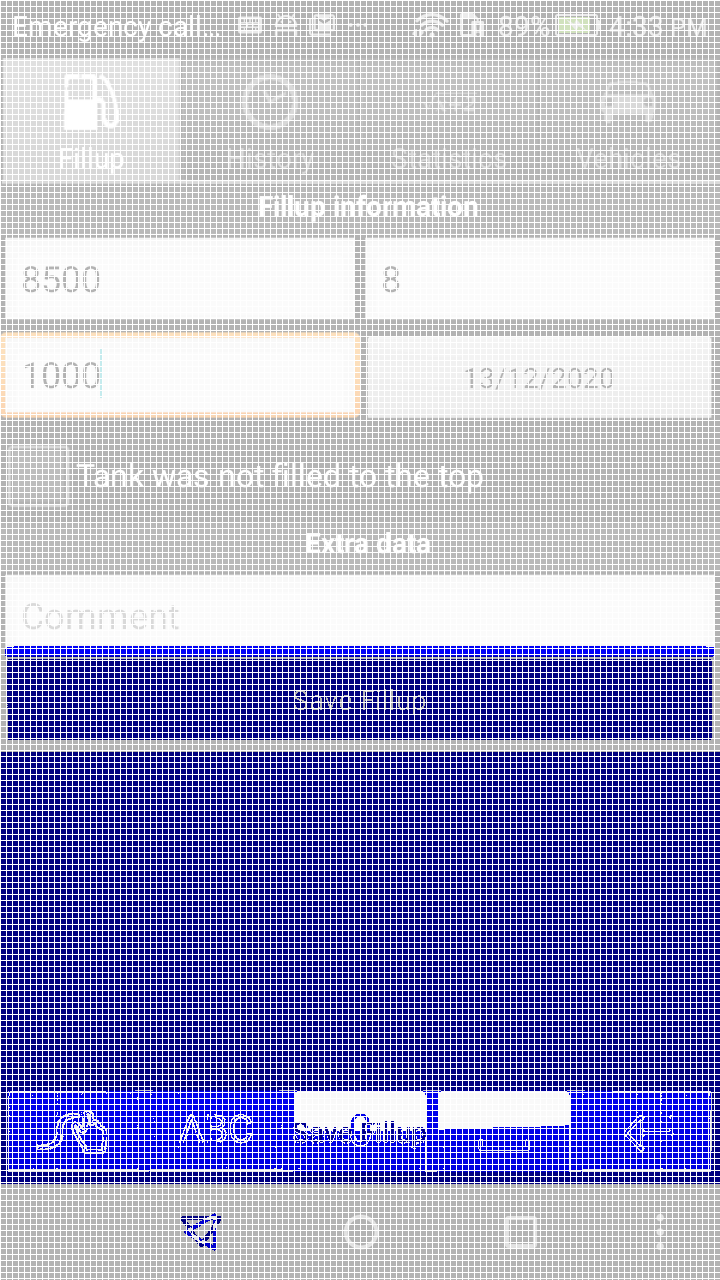 Emergency call... 89% 4:33 PM
Fillup History Statistics Vehicles
Fillup information
8500 8
1000 13/12/2020
Tank was not filled to the top
Extra data
Comment
Save Fillup
ABC Save Fillup